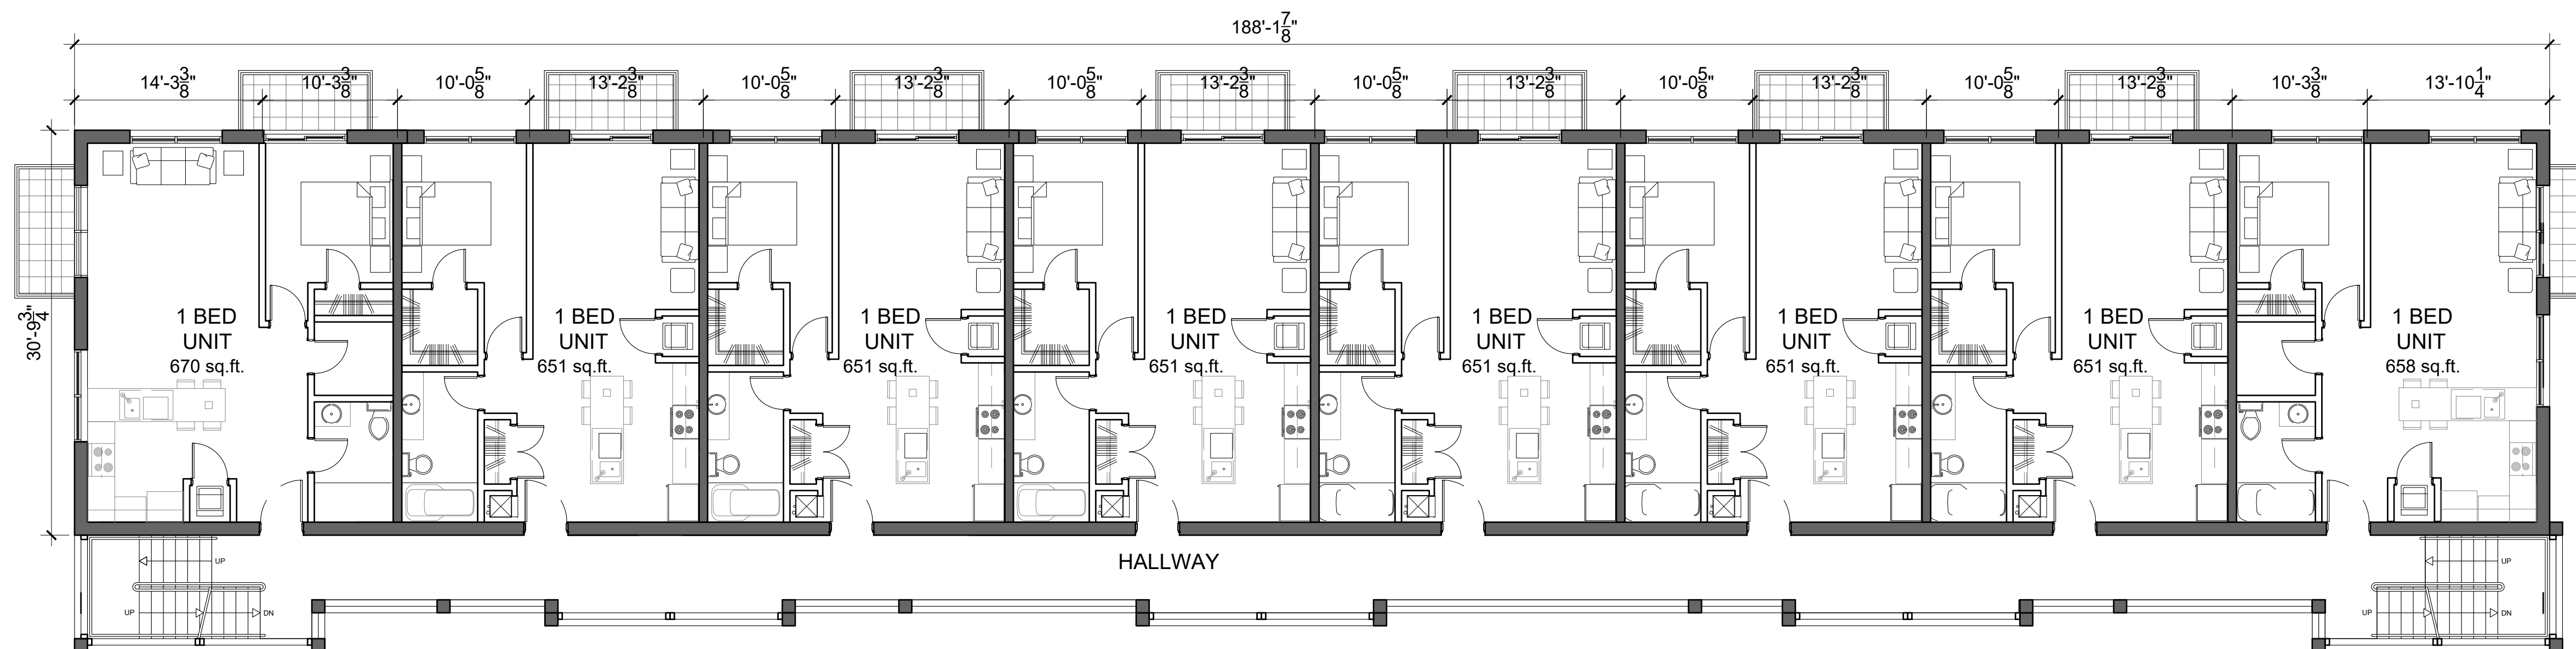 188'-1 7/8"
14'-3 3/8" 10'-3 3/8" 10'-0 5/8" 13'-2 3/8" 10'-0 5/8" 13'-2 3/8" 10'-0 5/8" 13'-2 3/8" 10'-0 5/8" 13'-2 3/8" 10'-0 5/8" 13'-2 3/8" 10'-0 5/8" 13'-2 3/8" 10'-3 3/8" 13'-10 1/4"
30'-9 3/4"
1 BED
UNIT
670 sq.ft.
1 BED
UNIT
651 sq.ft.
1 BED
UNIT
651 sq.ft.
1 BED
UNIT
651 sq.ft.
1 BED
UNIT
651 sq.ft.
1 BED
UNIT
651 sq.ft.
1 BED
UNIT
651 sq.ft.
1 BED
UNIT
658 sq.ft.
HALLWAY
UP
UP
DN
UP
UP
DN